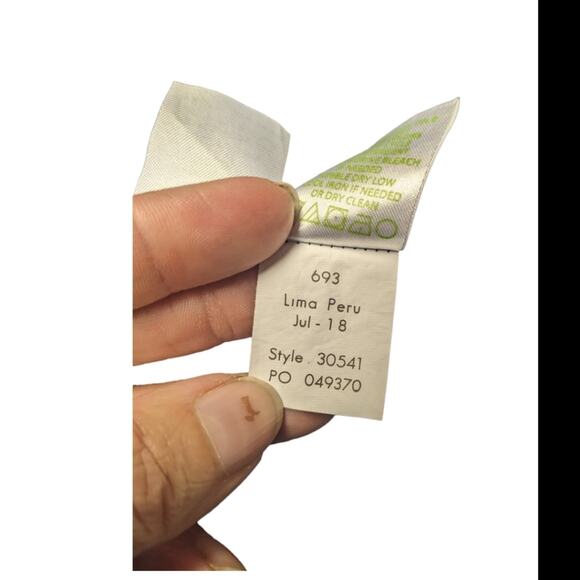 BLEACH
NEEDED
DRY LOW
IRON IF NEEDED
OR DRY CLEAN
693
Lima Peru
Jul - 18
Style . 30541
PO 049370